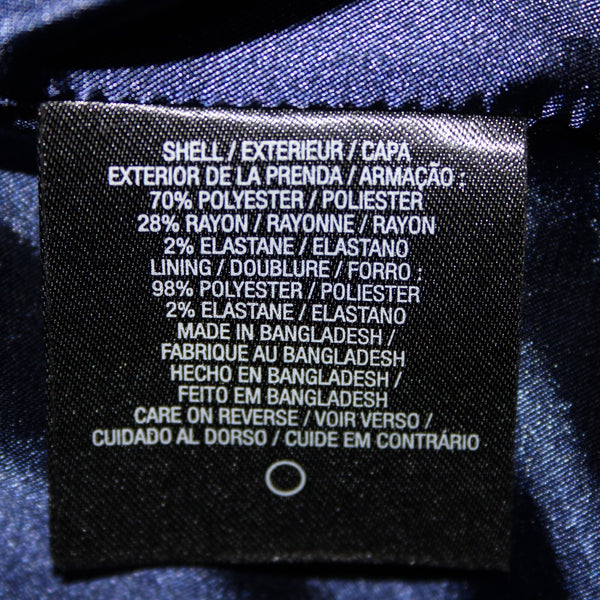 SHELL / EXTERIEUR / CAPA
EXTERIOR DE LA PRENDA / ARMAÇÃO :
70% POLYESTER / POLIESTER
28% RAYON / RAYONNE / RAYON
2% ELASTANE / ELASTANO
LINING / DOUBLURE / FORRO :
98% POLYESTER / POLIESTER
2% ELASTANE / ELASTANO
MADE IN BANGLADESH /
FABRIQUE AU BANGLADESH
HECHO EN BANGLADESH /
FEITO EM BANGLADESH
CARE ON REVERSE / VOIR VERSO /
CUIDADO AL DORSO / CUIDE EM CONTRÁRIO